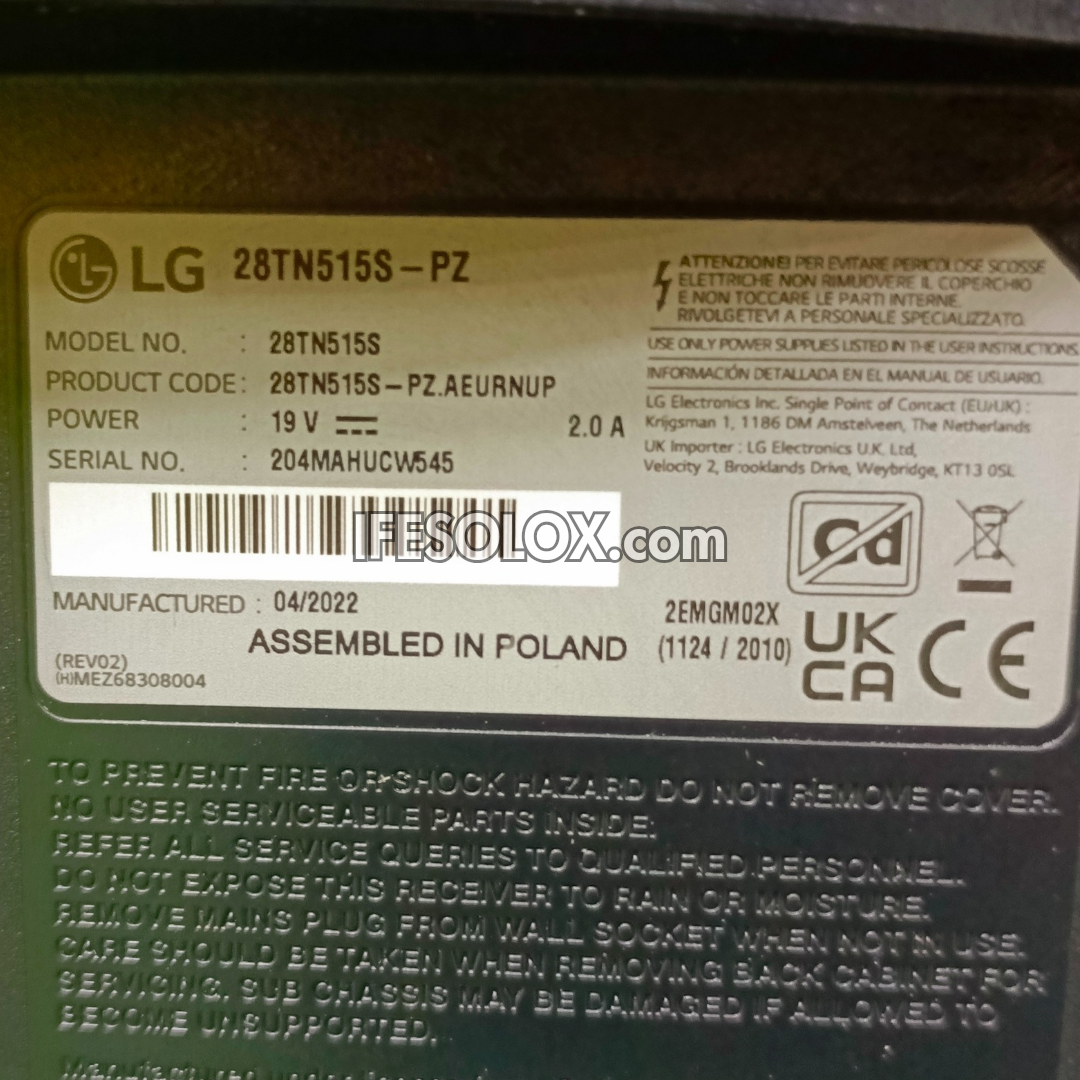 LG 28TN515S-PZ
MODEL NO. : 28TN515S
PRODUCT CODE : 28TN515S-PZ.AEURNUP
POWER : 19 V 2.0 A
SERIAL NO. : 204MAHUCW545
IFESOLOX.com
MANUFACTURED : 04/2022
ASSEMBLED IN POLAND
(REV02)
(H)MEZ68308004
ATTENZIONE! PER EVITARE PERICOLOSE SCOSSE
ELETTRICHE NON RIMUOVERE IL COPERCHIO
E NON TOCCARE LE PARTI INTERNE.
RIVOLGETEVI A PERSONALE SPECIALIZZATO.
USE ONLY POWER SUPPLIES LISTED IN THE USER INSTRUCTIONS.
INFORMACIÓN DETALLADA EN EL MANUAL DE USUARIO.
LG Electronics Inc. Single Point of Contact (EU/UK) :
Krijgsman 1, 1186 DM Amstelveen, The Netherlands
UK Importer : LG Electronics U.K. Ltd,
Velocity 2, Brooklands Drive, Weybridge, KT13 0SL
Cd
2EMGM02X
(1124 / 2010)
UK
CA
CE
TO PREVENT FIRE OR SHOCK HAZARD DO NOT REMOVE COVER.
NO USER SERVICEABLE PARTS INSIDE.
REFER ALL SERVICE QUERIES TO QUALIFIED PERSONNEL.
DO NOT EXPOSE THIS RECEIVER TO RAIN OR MOISTURE.
REMOVE MAINS PLUG FROM WALL SOCKET WHEN NOT IN USE.
CARE SHOULD BE TAKEN WHEN REMOVING BACK CABINET FOR
SERVICING. SUB CHASSIS MAY BE DAMAGED IF ALLOWED TO
BECOME UNSUPPORTED.
Manufactured under